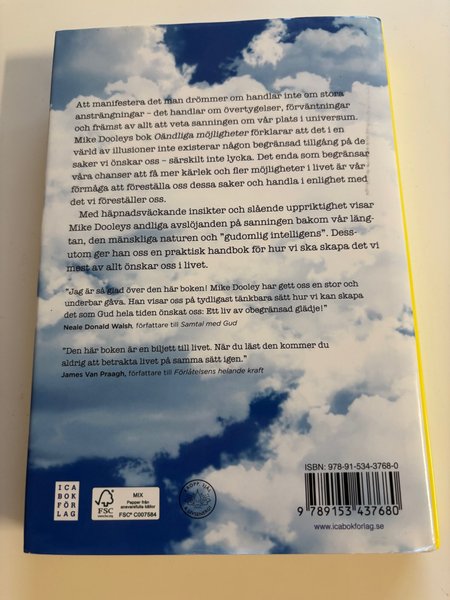 Att manifestera det man drömmer om handlar inte om stora
ansträngningar – det handlar om övertygelser, förväntningar
och främst av allt att veta sanningen om vår plats i universum.
Mike Dooleys bok Oändliga möjligheter förklarar att det i en
värld av illusioner inte existerar någon begränsad tillgång på de
saker vi önskar oss – särskilt inte lycka. Det enda som begränsar
våra chanser att få mer kärlek och fler möjligheter i livet är vår
förmåga att föreställa oss dessa saker och handla i enlighet med
det vi föreställer oss.
Med häpnadsväckande insikter och slående uppriktighet visar
Mike Dooleys andliga avslöjanden på sanningen bakom vår läng-
tan, den mänskliga naturen och "gudomlig intelligens". Dess-
utom ger han oss en praktisk handbok för hur vi ska skapa det vi
mest av allt önskar oss i livet.
"Jag är så glad över den här boken! Mike Dooley har gett oss en stor och
underbar gåva. Han visar oss på tydligast tänkbara sätt hur vi kan skapa
det som Gud hela tiden önskat oss: Ett liv av obegränsad glädje!"
Neale Donald Walsh, författare till Samtal med Gud
"Den här boken är en biljett till livet. När du läst den kommer du
aldrig att betrakta livet på samma sätt igen."
James Van Praagh, författare till Förlåtelsens helande kraft
ISBN: 978-91-534-3768-0
9 789153 437680
www.icabokforlag.se
ICA
BOK
FÖR
LAG
FSC
www.fsc.org
MIX
Papper från
ansvarsfulla källor
FSC® C007584
KROPP, SJÄL